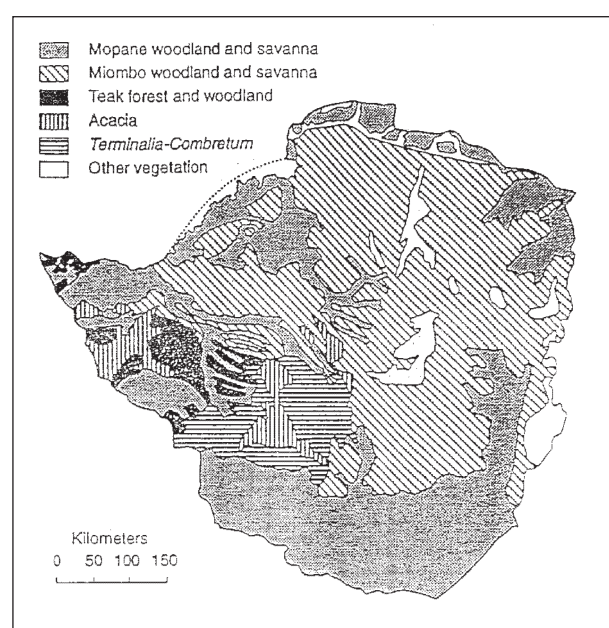 Mopane woodland and savanna
Miombo woodland and savanna
Teak forest and woodland
Acacia
Terminalia-Combretum
Other vegetation
Kilometers
0 50 100 150